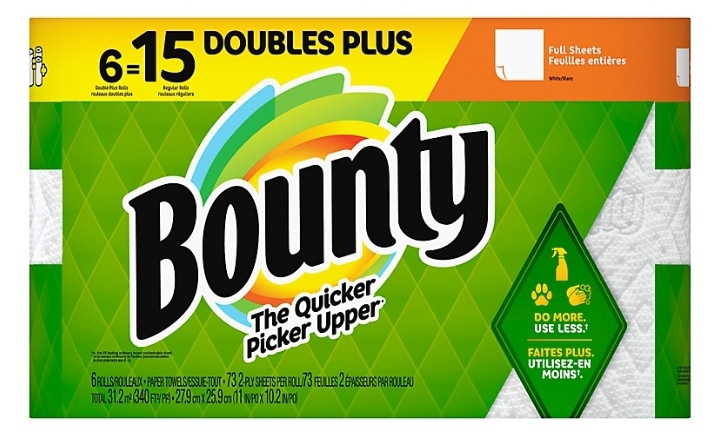 6=15 DOUBLES PLUS
Double Plus Rolls
rouleaux doubles plus
Regular Rolls
rouleaux réguliers
Full Sheets
Feuilles entières
White/Blanc
Bounty
The Quicker
Picker Upper
DO MORE.
USE LESS.†
FAITES PLUS.
UTILISEZ-EN
MOINS†.
6 ROLLS/ROULEAUX • PAPER TOWELS/ESSUIE-TOUT • 73 2-PLY SHEETS PER ROLL/73 FEUILLES 2 ÉPAISSEURS PAR ROULEAU
TOTAL 31.2 m² (340 FT²/PI²) • 27.9 cm X 25.9 cm (11 IN/PO X 10.2 IN/PO)